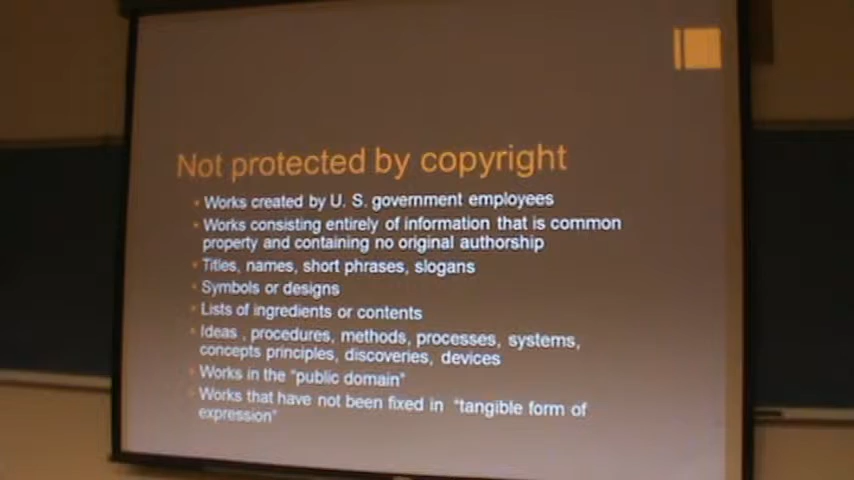 Not protected by copyright
Works created by U. S. government employees
Works consisting entirely of information that is common
property and containing no original authorship
Titles, names, short phrases, slogans
Symbols or designs
Lists of ingredients or contents
Ideas , procedures, methods, processes, systems,
concepts principles, discoveries, devices
Works in the "public domain"
Works that have not been fixed in "tangible form of
expression"